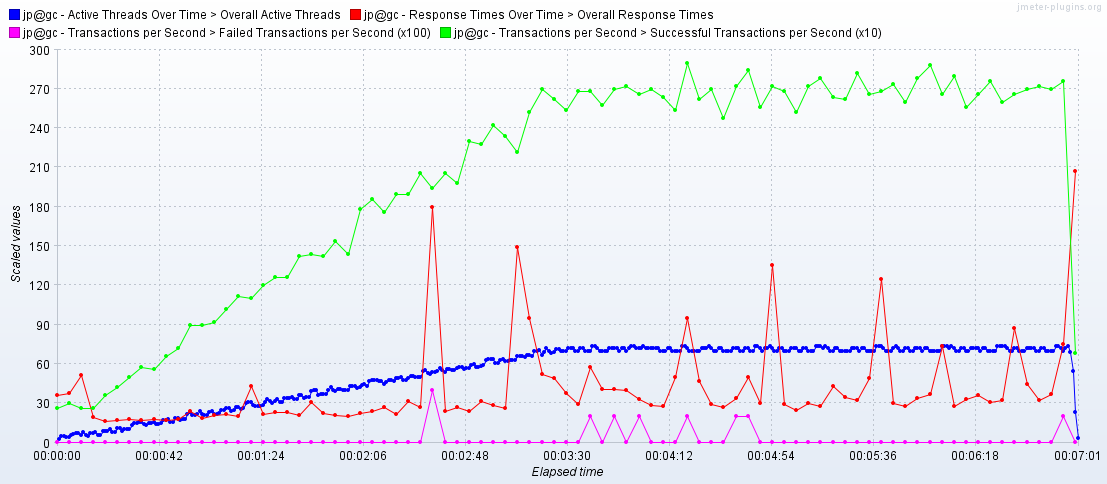 jmeter-plugins.org
jp@gc - Active Threads Over Time > Overall Active Threads jp@gc - Response Times Over Time > Overall Response Times
jp@gc - Transactions per Second > Failed Transactions per Second (x100) jp@gc - Transactions per Second > Successful Transactions per Second (x10)
300
270
240
210
180
150
120
90
60
30
0
Scaled values
00:00:00 00:00:42 00:01:24 00:02:06 00:02:48 00:03:30 00:04:12 00:04:54 00:05:36 00:06:18 00:07:01
Elapsed time